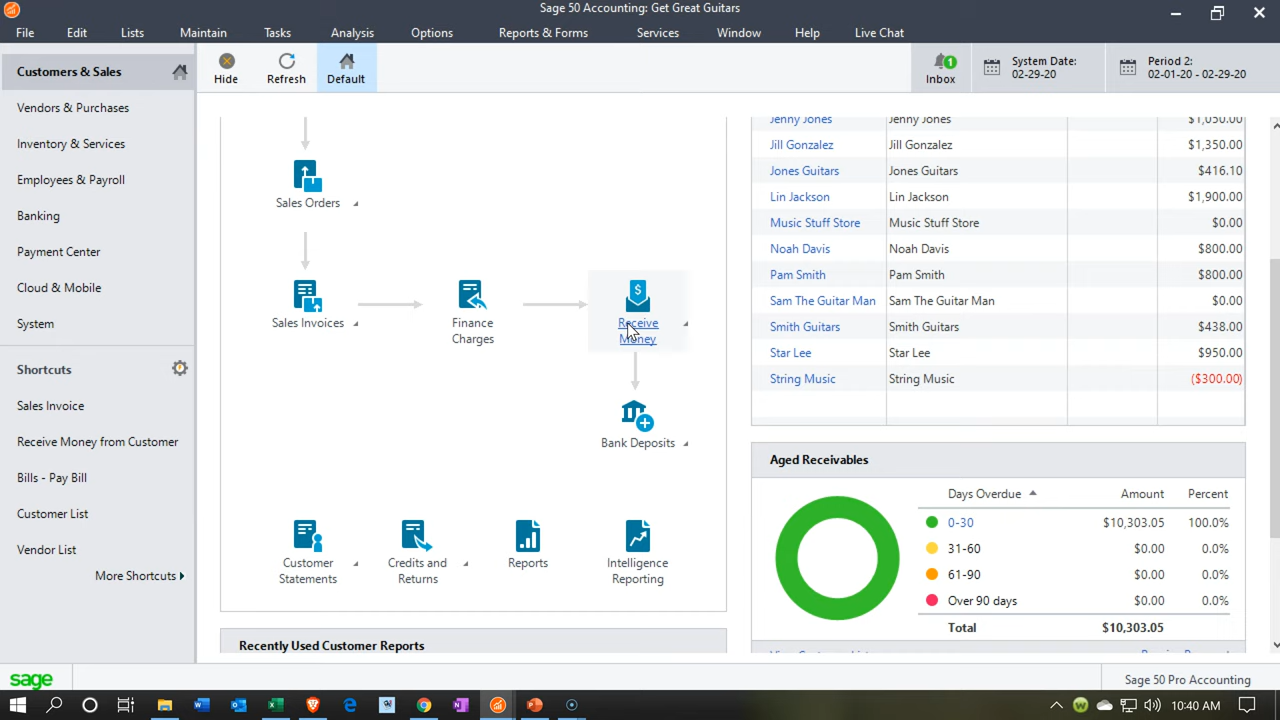 Sage 50 Accounting: Get Great Guitars
File Edit Lists Maintain Tasks Analysis Options Reports & Forms Services Window Help Live Chat
Customers & Sales
Vendors & Purchases
Inventory & Services
Employees & Payroll
Banking
Payment Center
Cloud & Mobile
System
Shortcuts
Sales Invoice
Receive Money from Customer
Bills - Pay Bill
Customer List
Vendor List
More Shortcuts
Hide Refresh Default
1
Inbox
System Date:
02-29-20
Period 2:
02-01-20 - 02-29-20
Sales Orders
Sales Invoices
Finance
Charges
$
Receive
Money
Bank Deposits
Customer
Statements
Credits and
Returns
Reports
Intelligence
Reporting
Recently Used Customer Reports
Jenny Jones Jenny Jones $1,050.00
Jill Gonzalez Jill Gonzalez $1,350.00
Jones Guitars Jones Guitars $416.10
Lin Jackson Lin Jackson $1,900.00
Music Stuff Store Music Stuff Store $0.00
Noah Davis Noah Davis $800.00
Pam Smith Pam Smith $800.00
Sam The Guitar Man Sam The Guitar Man $0.00
Smith Guitars Smith Guitars $438.00
Star Lee Star Lee $950.00
String Music String Music ($300.00)
Aged Receivables
Days Overdue Amount Percent
0-30 $10,303.05 100.0%
31-60 $0.00 0.0%
61-90 $0.00 0.0%
Over 90 days $0.00 0.0%
Total $10,303.05
sage
Sage 50 Pro Accounting
10:40 AM